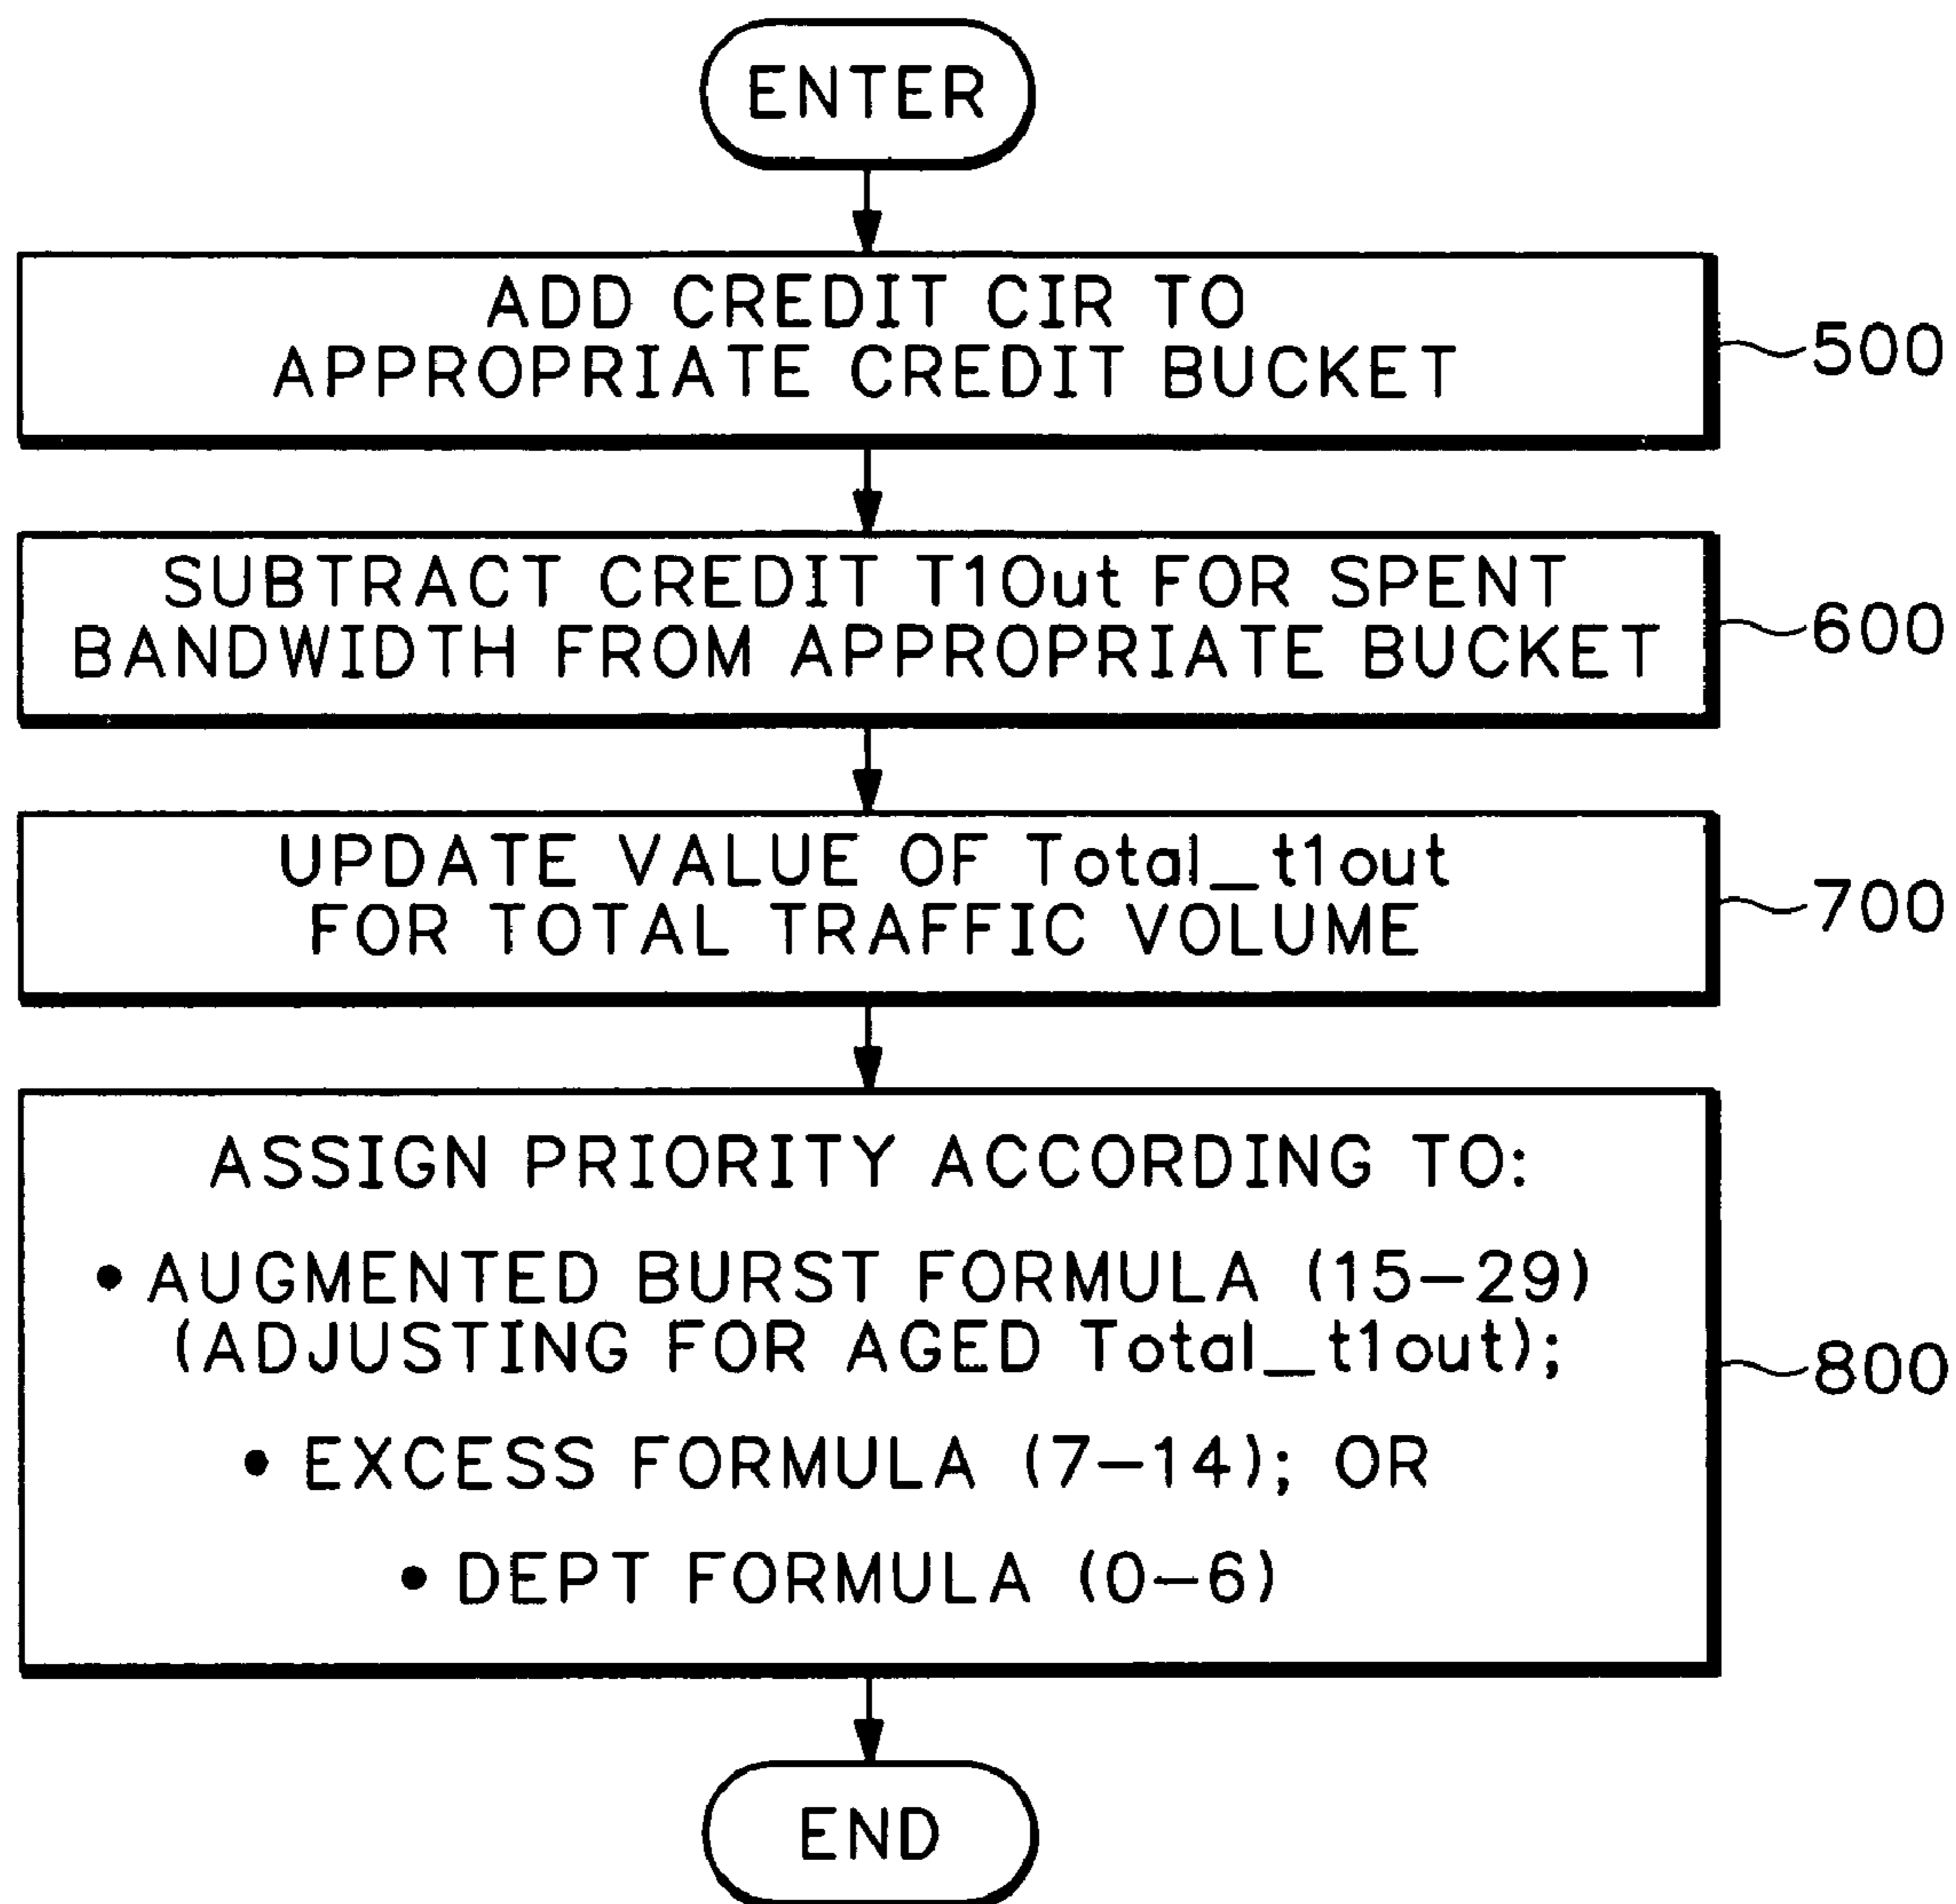 ENTER
ADD CREDIT CIR TO
APPROPRIATE CREDIT BUCKET
500
SUBTRACT CREDIT T1Out FOR SPENT
BANDWIDTH FROM APPROPRIATE BUCKET
600
UPDATE VALUE OF Total_t1out
FOR TOTAL TRAFFIC VOLUME
700
ASSIGN PRIORITY ACCORDING TO:
• AUGMENTED BURST FORMULA (15–29)
(ADJUSTING FOR AGED Total_t1out);
• EXCESS FORMULA (7–14); OR
• DEPT FORMULA (0–6)
800
END